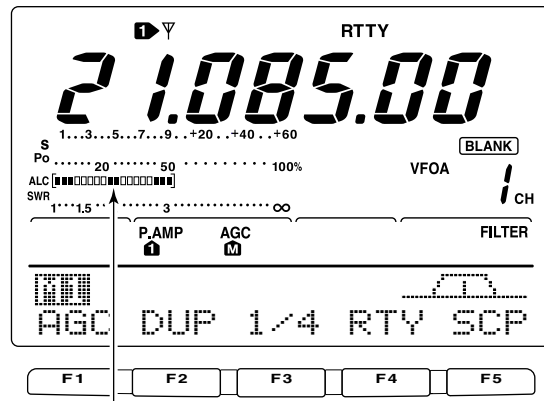 1 RTTY
21.085.00
S 1...3...5...7...9..+20..+40..+60
BLANK
Po 20 50 100%
VFOA 1 CH
ALC
SWR 1 1.5 3 ∞
P.AMP AGC FILTER
1 M
M1
AGC DUP 1/4 RTY SCP
F1 F2 F3 F4 F5